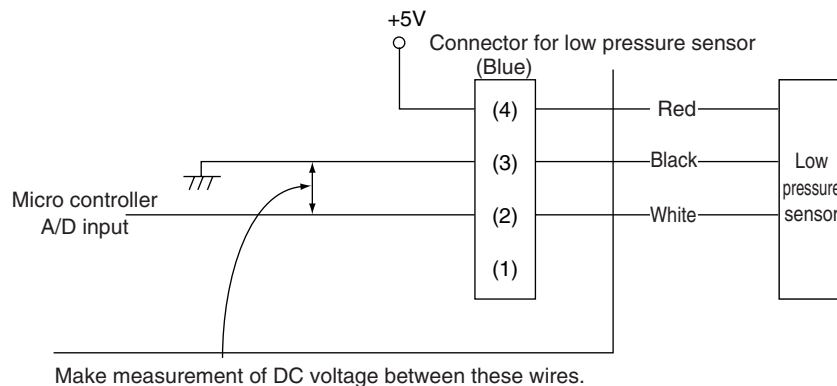 +5V
Connector for low pressure sensor
(Blue)
(4)
Red
(3)
Black
Low
pressure
sensor
Micro controller
A/D input
(2)
White
(1)
Make measurement of DC voltage between these wires.